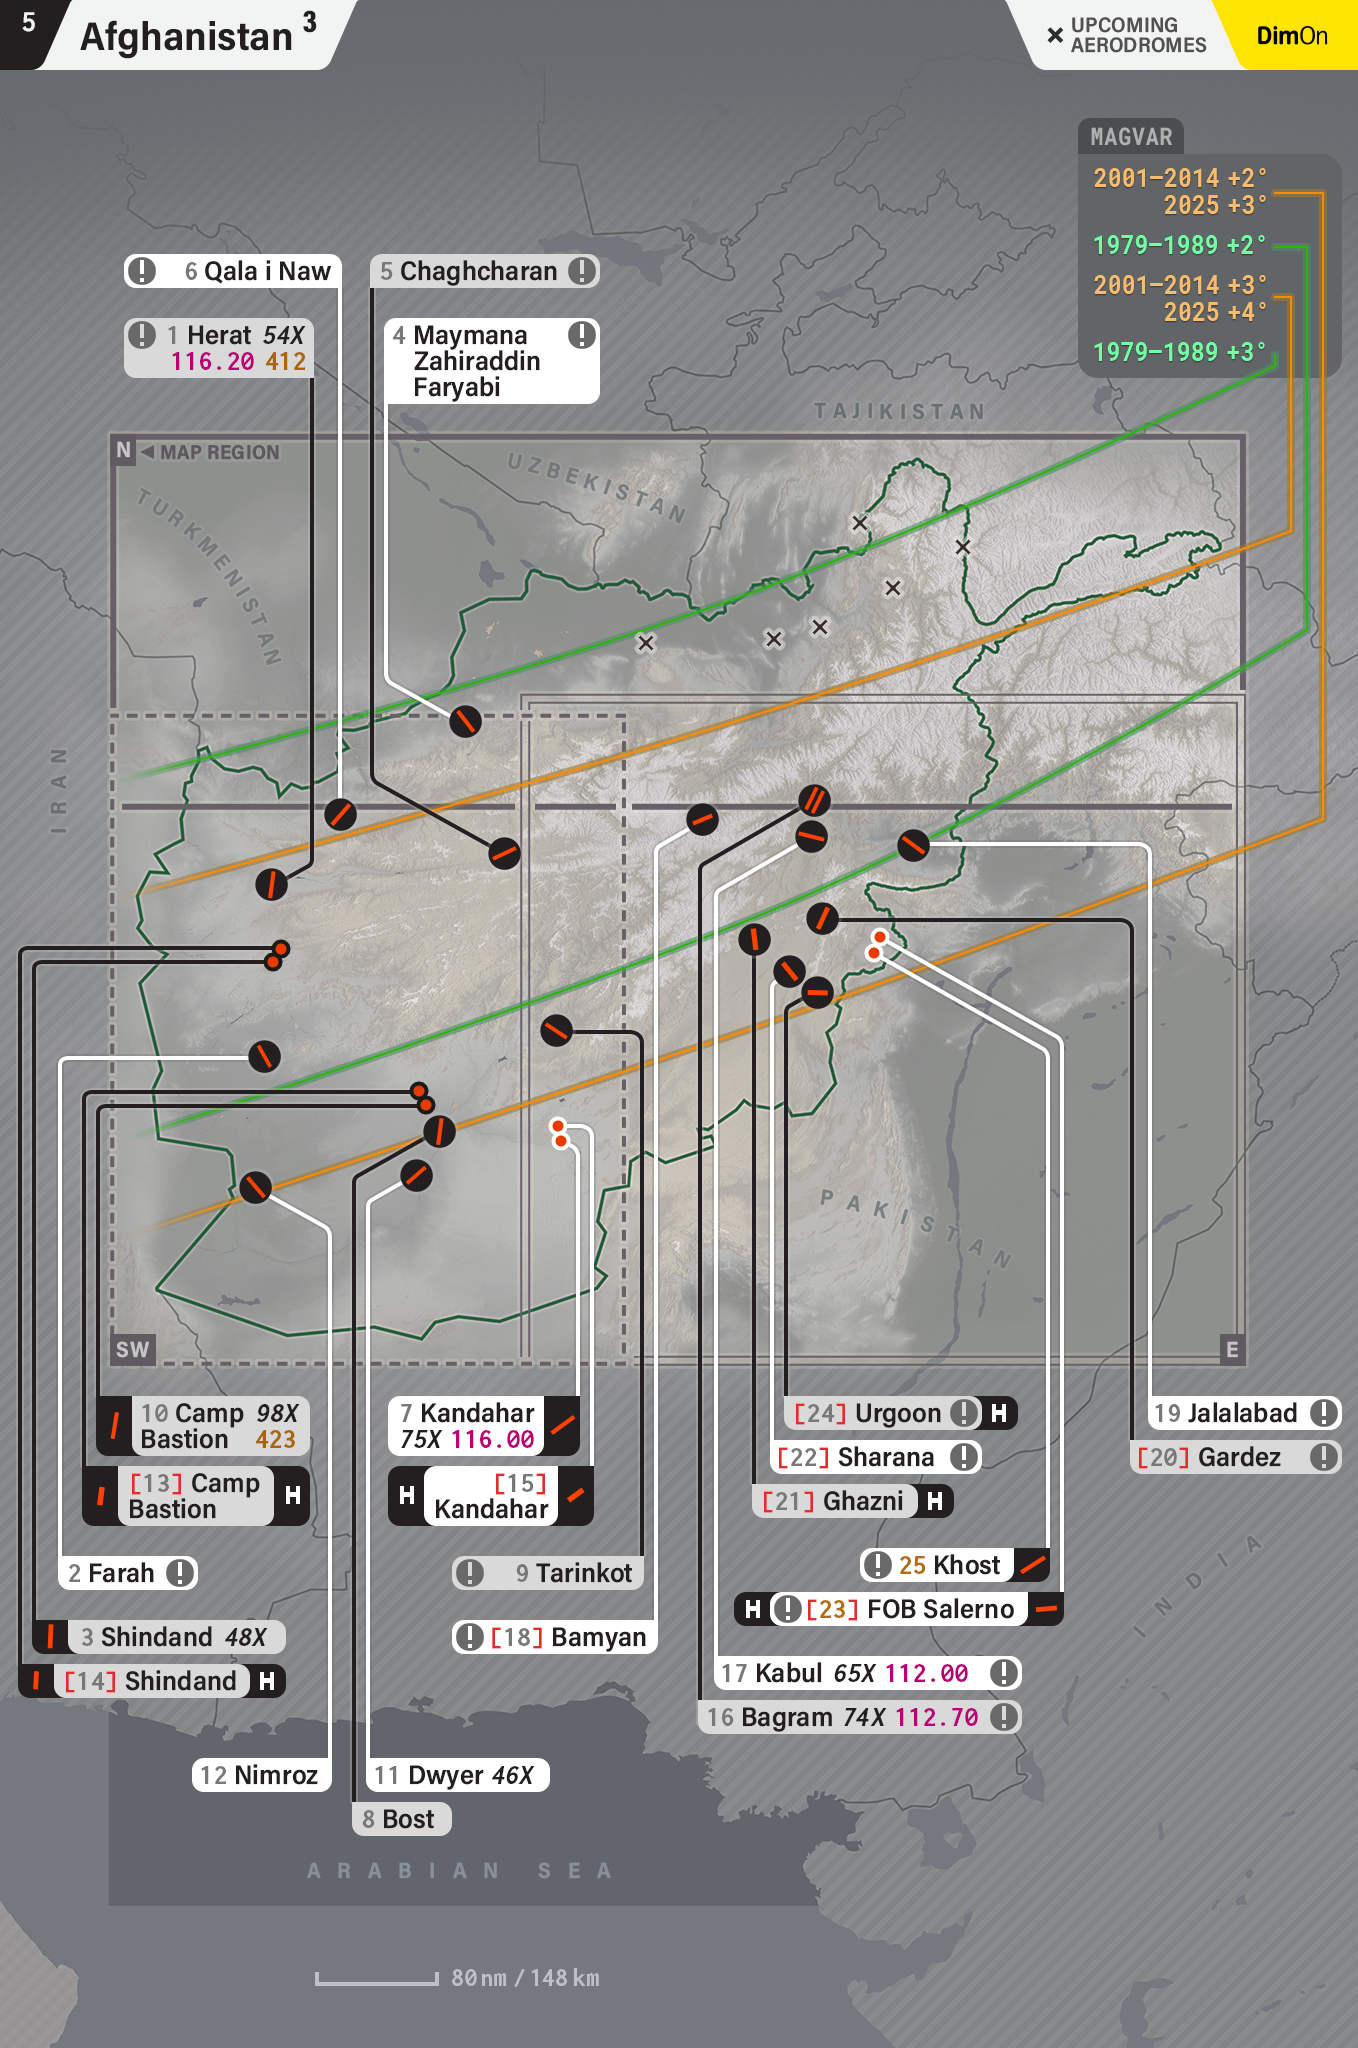 5
Afghanistan 3
× UPCOMING
AERODROMES
DimOn
MAGVAR
2001–2014 +2°
2025 +3°
1979–1989 +2°
2001–2014 +3°
2025 +4°
1979–1989 +3°
! 6 Qala i Naw
5 Chaghcharan !
! 1 Herat 54X
116.20 412
4 Maymana !
Zahiraddin
Faryabi
TAJIKISTAN
N ◄ MAP REGION
UZBEKISTAN
TURKMENISTAN
IRAN
PAKISTAN
SW
E
10 Camp 98X
Bastion 423
[13] Camp H
Bastion
2 Farah !
3 Shindand 48X
[14] Shindand H
12 Nimroz
7 Kandahar
75X 116.00
H [15]
Kandahar
! 9 Tarinkot
! [18] Bamyan
11 Dwyer 46X
8 Bost
[24] Urgoon ! H
[22] Sharana !
[21] Ghazni H
19 Jalalabad !
[20] Gardez !
! 25 Khost
H ! [23] FOB Salerno
17 Kabul 65X 112.00 !
16 Bagram 74X 112.70 !
INDIA
ARABIAN SEA
80 nm / 148 km